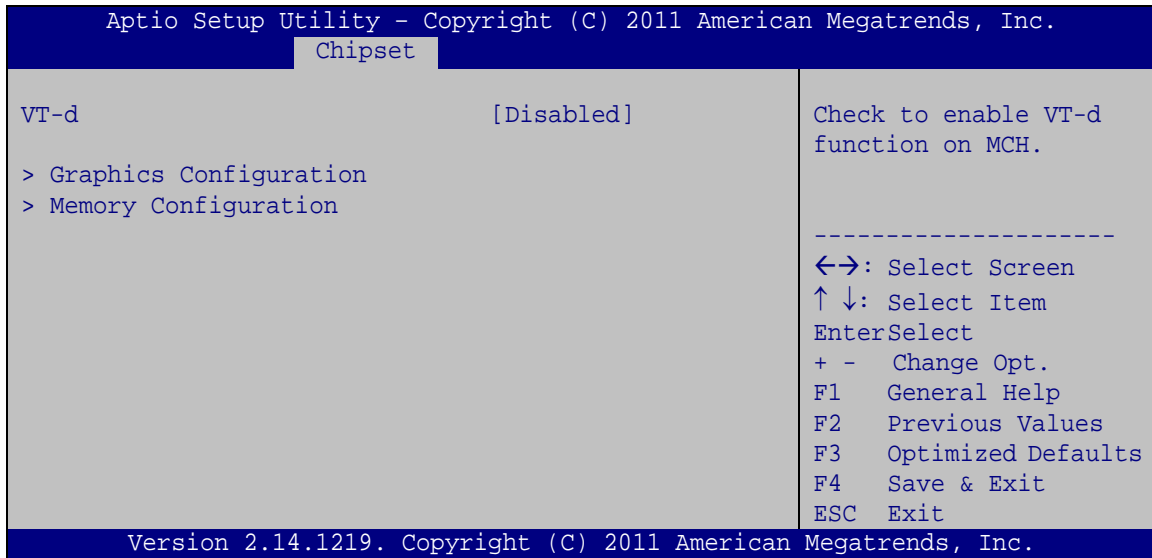 Aptio Setup Utility – Copyright (C) 2011 American Megatrends, Inc.
Chipset
VT-d [Disabled]
> Graphics Configuration
> Memory Configuration
Check to enable VT-d
function on MCH.
---------------------
←→: Select Screen
↑ ↓: Select Item
EnterSelect
+ - Change Opt.
F1 General Help
F2 Previous Values
F3 Optimized Defaults
F4 Save & Exit
ESC Exit
Version 2.14.1219. Copyright (C) 2011 American Megatrends, Inc.